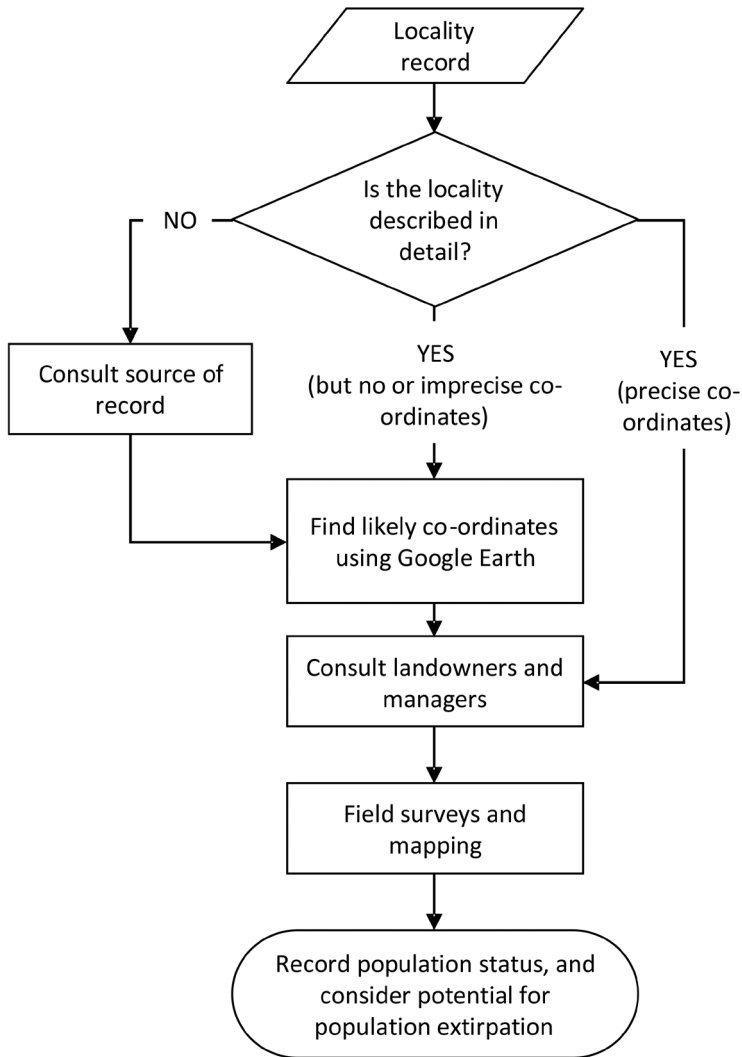 Locality
record
Is the locality
described in
detail?
NO
Consult source of
record
YES
(but no or imprecise co-
ordinates)
YES
(precise co-
ordinates)
Find likely co-ordinates
using Google Earth
Consult landowners and
managers
Field surveys and
mapping
Record population status, and
consider potential for
population extirpation